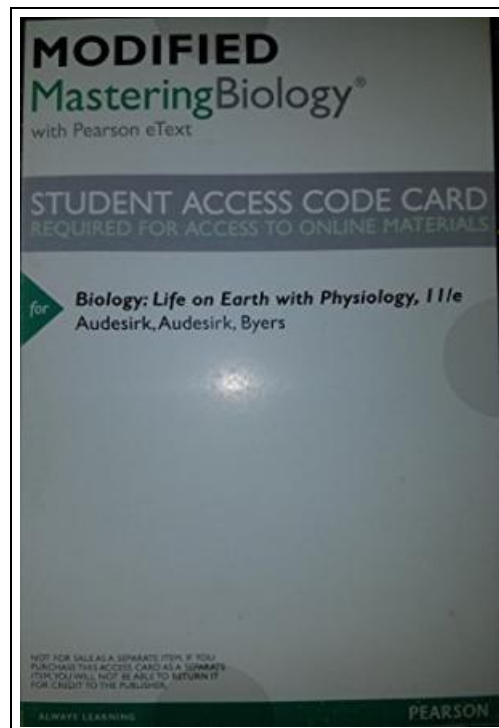 MODIFIED
MasteringBiology®
with Pearson eText
STUDENT ACCESS CODE CARD
REQUIRED FOR ACCESS TO ONLINE MATERIALS
for
Biology: Life on Earth with Physiology, 11/e
Audesirk, Audesirk, Byers
NOT FOR SALE AS A SEPARATE ITEM. IF YOU
PURCHASE THIS ACCESS CARD AS A SEPARATE
ITEM, YOU WILL NOT BE ABLE TO RETURN IT
FOR CREDIT TO THE PUBLISHER.
ALWAYS LEARNING
PEARSON